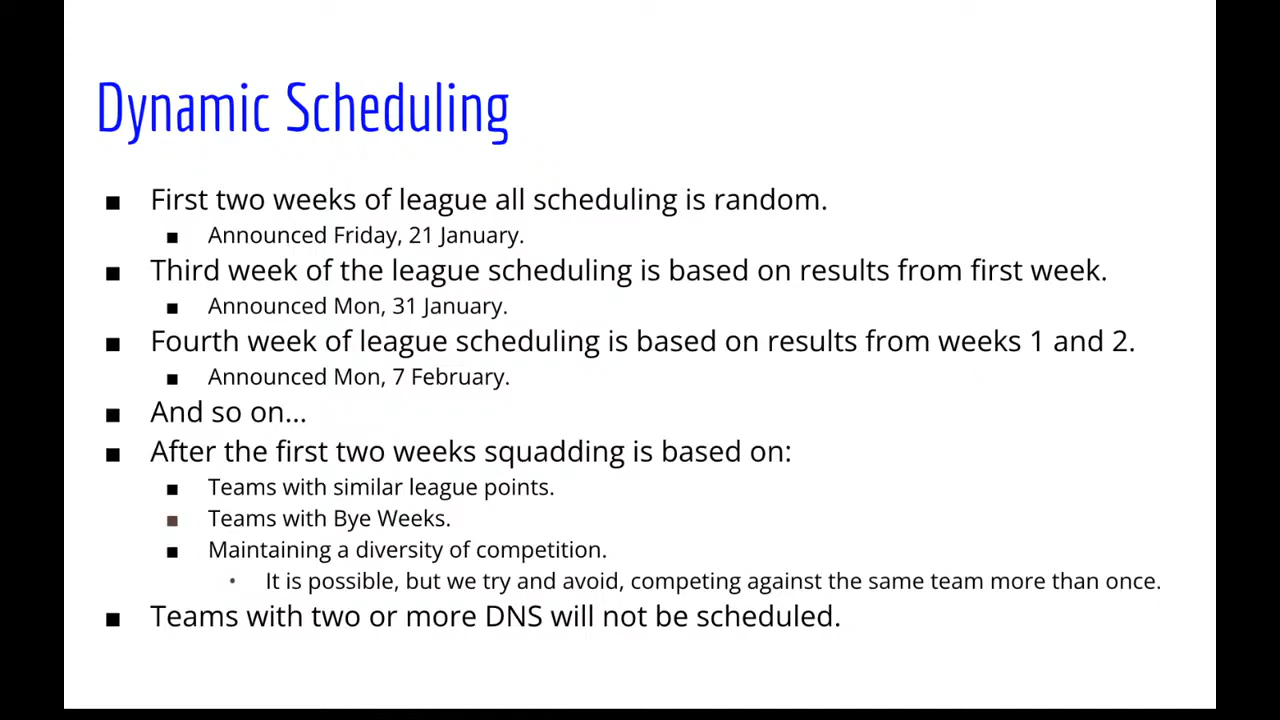 Dynamic Scheduling
■ First two weeks of league all scheduling is random.
■ Announced Friday, 21 January.
■ Third week of the league scheduling is based on results from first week.
■ Announced Mon, 31 January.
■ Fourth week of league scheduling is based on results from weeks 1 and 2.
■ Announced Mon, 7 February.
■ And so on...
■ After the first two weeks squadding is based on:
■ Teams with similar league points.
■ Teams with Bye Weeks.
■ Maintaining a diversity of competition.
• It is possible, but we try and avoid, competing against the same team more than once.
■ Teams with two or more DNS will not be scheduled.